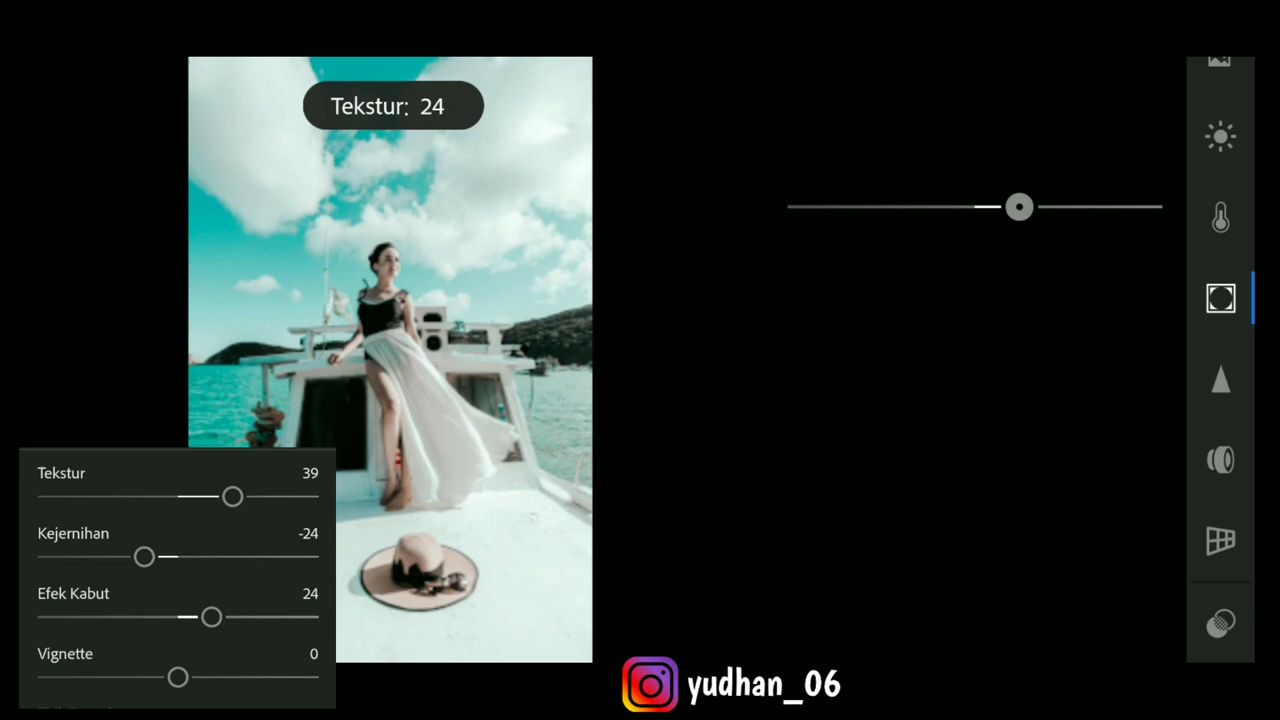 Tekstur: 24
Tekstur 39
Kejernihan -24
Efek Kabut 24
Vignette 0
yudhan_06